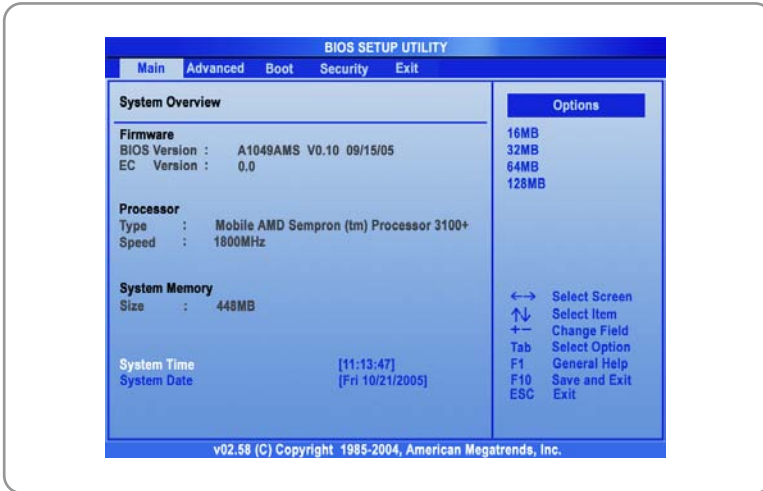 BIOS SETUP UTILITY
Main Advanced Boot Security Exit
System Overview
Firmware
BIOS Version : A1049AMS V0.10 09/15/05
EC Version : 0.0
Processor
Type : Mobile AMD Sempron (tm) Processor 3100+
Speed : 1800MHz
System Memory
Size : 448MB
System Time [11:13:47]
System Date [Fri 10/21/2005]
Options
16MB
32MB
64MB
128MB
←→ Select Screen
↑↓ Select Item
+− Change Field
Tab Select Option
F1 General Help
F10 Save and Exit
ESC Exit
v02.58 (C) Copyright 1985-2004, American Megatrends, Inc.